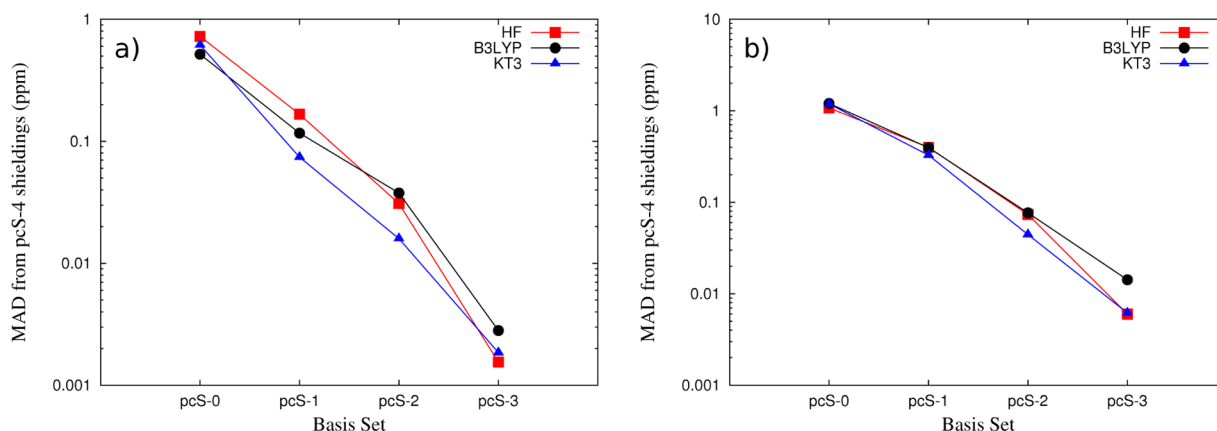 a)
HF
B3LYP
KT3
1
0.1
0.01
0.001
MAD from pcS-4 shieldings (ppm)
pcS-0 pcS-1 pcS-2 pcS-3
Basis Set
b)
HF
B3LYP
KT3
10
1
0.1
0.01
0.001
MAD from pcS-4 shieldings (ppm)
pcS-0 pcS-1 pcS-2 pcS-3
Basis Set